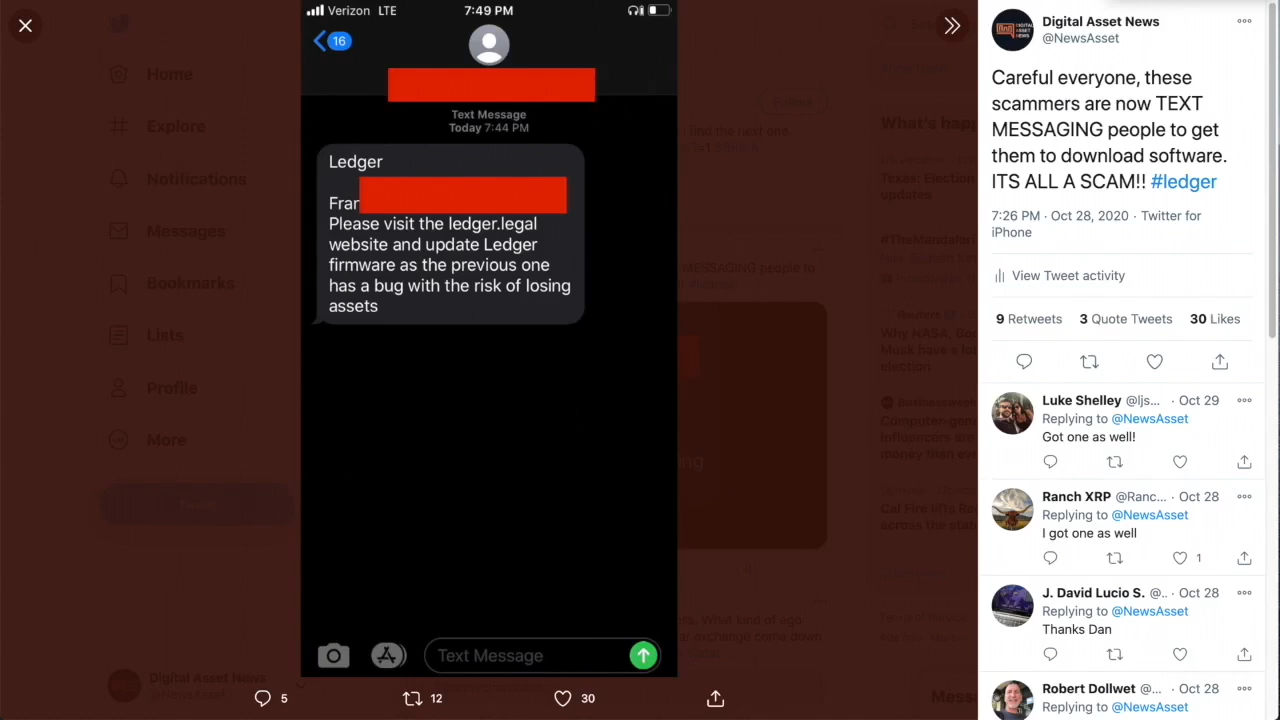 Verizon LTE
7:49 PM
16
Text Message
Today 7:44 PM
Ledger
Fran
Please visit the ledger.legal
website and update Ledger
firmware as the previous one
has a bug with the risk of losing
assets
Text Message
5
12
30
Home
Explore
Notifications
Messages
Bookmarks
Lists
Profile
More
Digital Asset News
Digital Asset News
@NewsAsset
Careful everyone, these
scammers are now TEXT
MESSAGING people to get
them to download software.
ITS ALL A SCAM!! #ledger
7:26 PM · Oct 28, 2020 · Twitter for
iPhone
View Tweet activity
9 Retweets 3 Quote Tweets 30 Likes
Luke Shelley @ljs... · Oct 29
Replying to @NewsAsset
Got one as well!
Ranch XRP @Ranc... · Oct 28
Replying to @NewsAsset
I got one as well
1
J. David Lucio S. @.. · Oct 28
Replying to @NewsAsset
Thanks Dan
Robert Dollwet @... · Oct 28
Replying to @NewsAsset